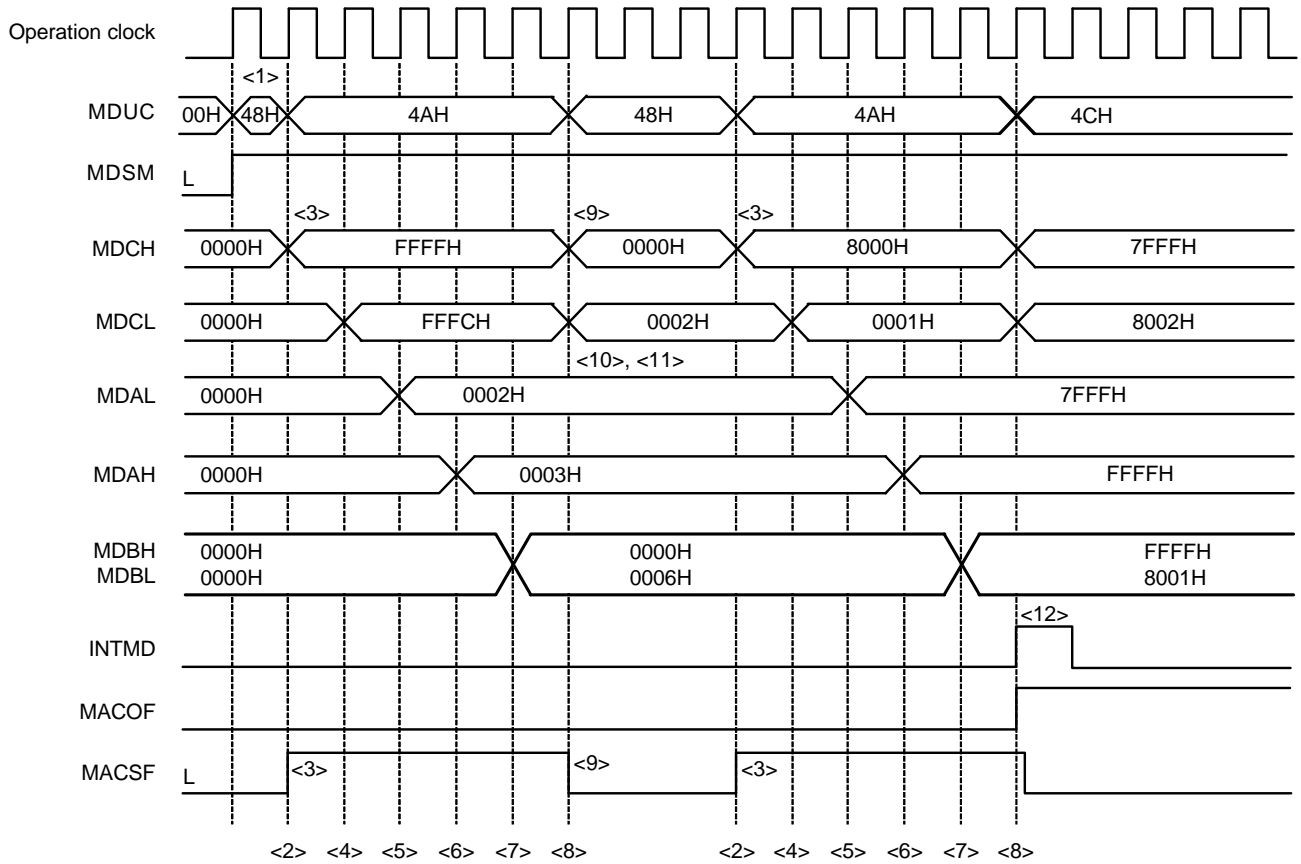 Operation clock
<1>
MDUC 00H 48H 4AH 48H 4AH 4CH
MDSM L
<3> <9> <3>
MDCH 0000H FFFFH 0000H 8000H 7FFFH
MDCL 0000H FFFCH 0002H 0001H 8002H
<10>, <11>
MDAL 0000H 0002H 7FFFH
MDAH 0000H 0003H FFFFH
MDBH 0000H 0000H FFFFH
MDBL 0000H 0006H 8001H
<12>
INTMD
MACOF
MACSF L <3> <9> <3>
<2> <4> <5> <6> <7> <8> <2> <4> <5> <6> <7> <8>